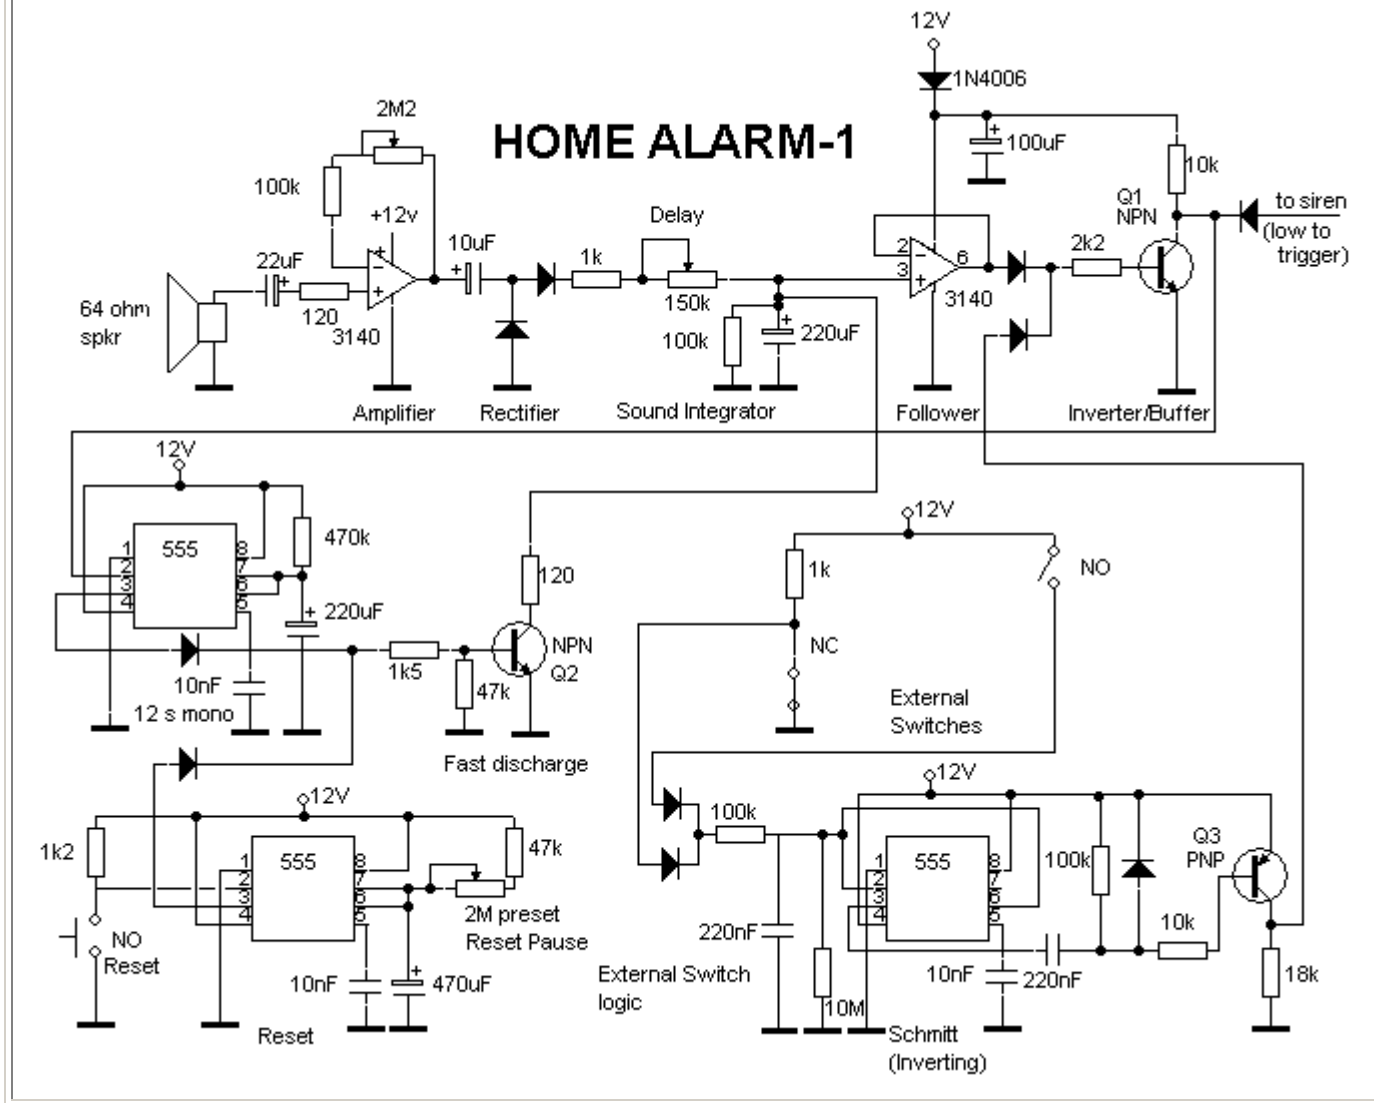 12V
1N4006
2M2
HOME ALARM-1
100uF
10k
100k
+12v
Delay
Q1
NPN
to siren
(low to
trigger)
22uF
10uF
1k
2k2
+
−
+
+
2
−
3
+
6
64 ohm
spkr
120
3140
150k
100k
220uF
3140
Amplifier
Rectifier
Sound Integrator
Follower
Inverter/Buffer
12V
555
1
2
3
4
8
7
6
5
470k
220uF
10nF
12 s mono
1k5
47k
120
NPN
Q2
Fast discharge
12V
1k
NO
NC
External
Switches
12V
1k2
555
1
2
3
4
8
7
6
5
47k
2M preset
Reset Pause
NO
Reset
10nF
470uF
Reset
12V
100k
555
1
2
3
4
8
7
6
5
100k
Q3
PNP
220nF
10M
External Switch
logic
10nF
220nF
10k
18k
Schmitt
(Inverting)